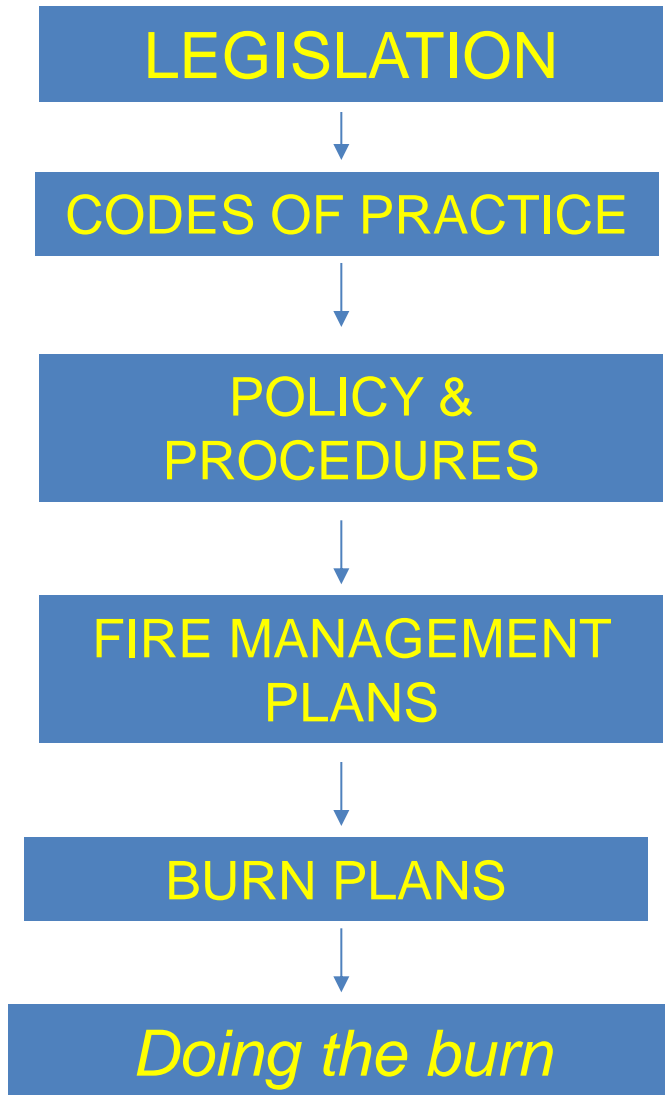 LEGISLATION
CODES OF PRACTICE
POLICY &
PROCEDURES
FIRE MANAGEMENT
PLANS
BURN PLANS
Doing the burn